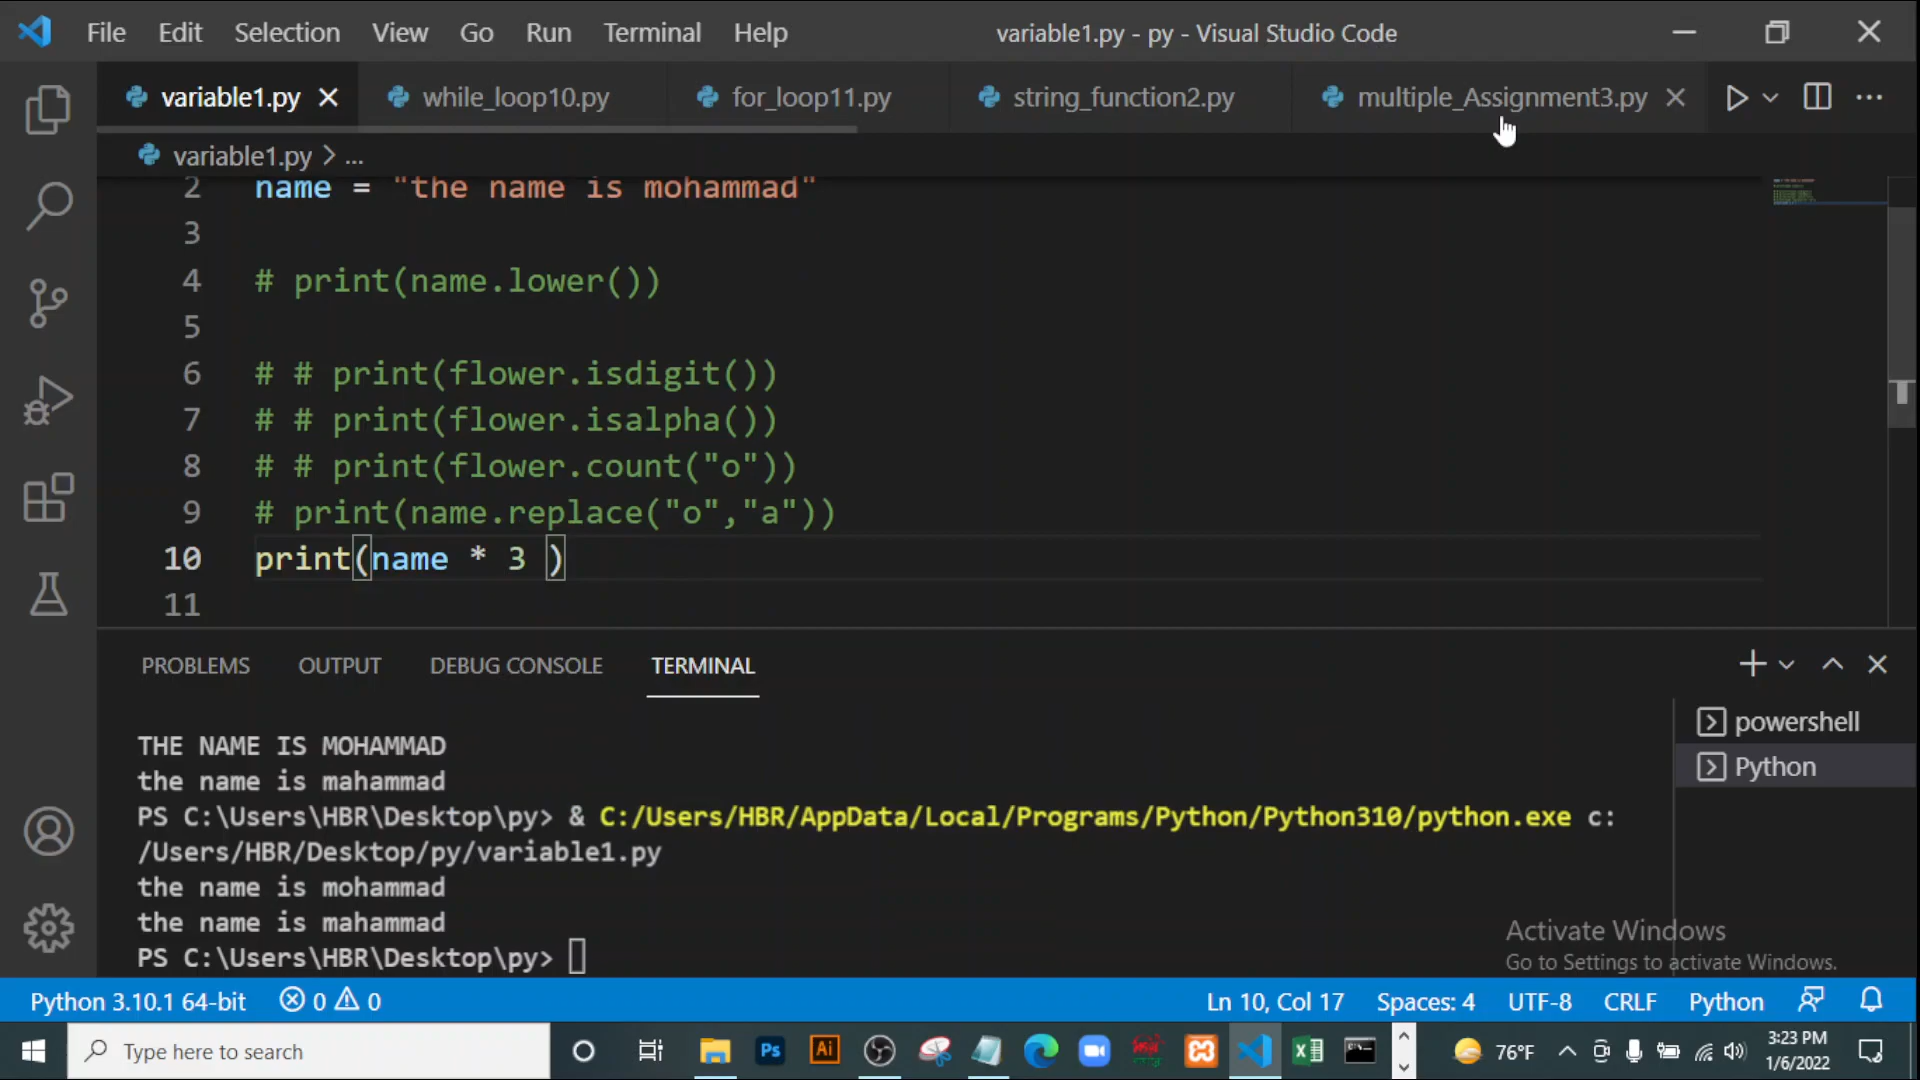 File Edit Selection View Go Run Terminal Help variable1.py - py - Visual Studio Code
variable1.py while_loop10.py for_loop11.py string_function2.py multiple_Assignment3.py
variable1.py > ...
2 name = "the name is mohammad"
3
4 # print(name.lower())
5
6 # # print(flower.isdigit())
7 # # print(flower.isalpha())
8 # # print(flower.count("o"))
9 # print(name.replace("o","a"))
10 print(name * 3 )
11
PROBLEMS OUTPUT DEBUG CONSOLE TERMINAL
THE NAME IS MOHAMMAD
the name is mahammad
PS C:\Users\HBR\Desktop\py> & C:/Users/HBR/AppData/Local/Programs/Python/Python310/python.exe c:
/Users/HBR/Desktop/py/variable1.py
the name is mohammad
the name is mahammad
PS C:\Users\HBR\Desktop\py>
powershell
Python
Activate Windows
Go to Settings to activate Windows.
Python 3.10.1 64-bit 0 0 Ln 10, Col 17 Spaces: 4 UTF-8 CRLF Python
Type here to search Ps Ai 76°F 3:23 PM
1/6/2022